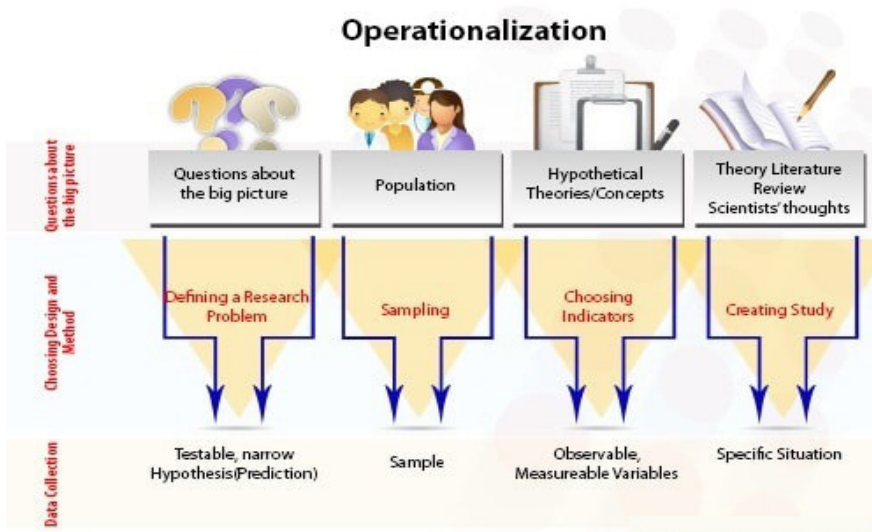 Operationalization
Questions about
the big picture
Questions about
the big picture
Population
Hypothetical
Theories/Concepts
Theory Literature
Review
Scientists' thoughts
Choosing Design and
Method
Defining a Research
Problem
Sampling
Choosing
Indicators
Creating Study
Data Collection
Testable, narrow
Hypothesis(Prediction)
Sample
Observable,
Measureable Variables
Specific Situation